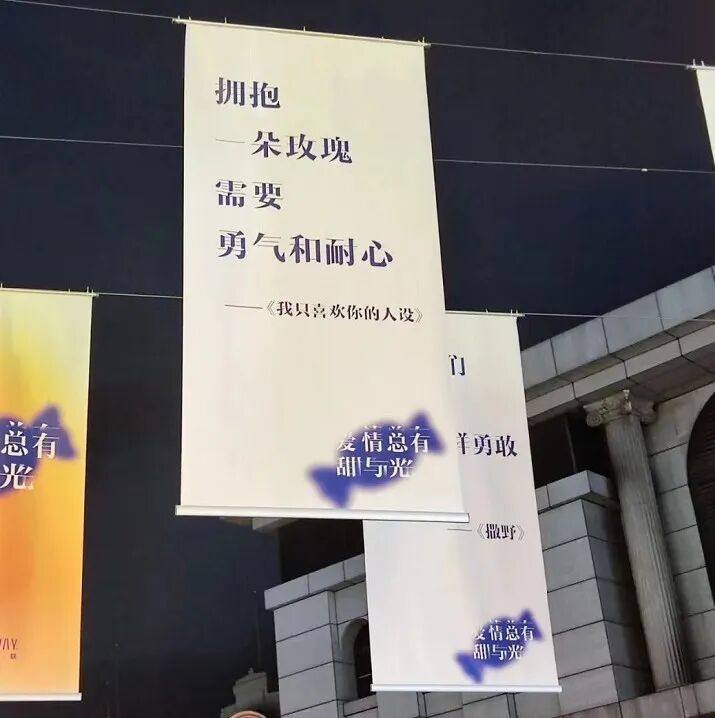 拥抱
一朵玫瑰
需要
勇气和耐心
——《我只喜欢你的人设》
爱情总有
甜与光
们
样勇敢
——《撒野》
爱情总有
甜与光
总有
光